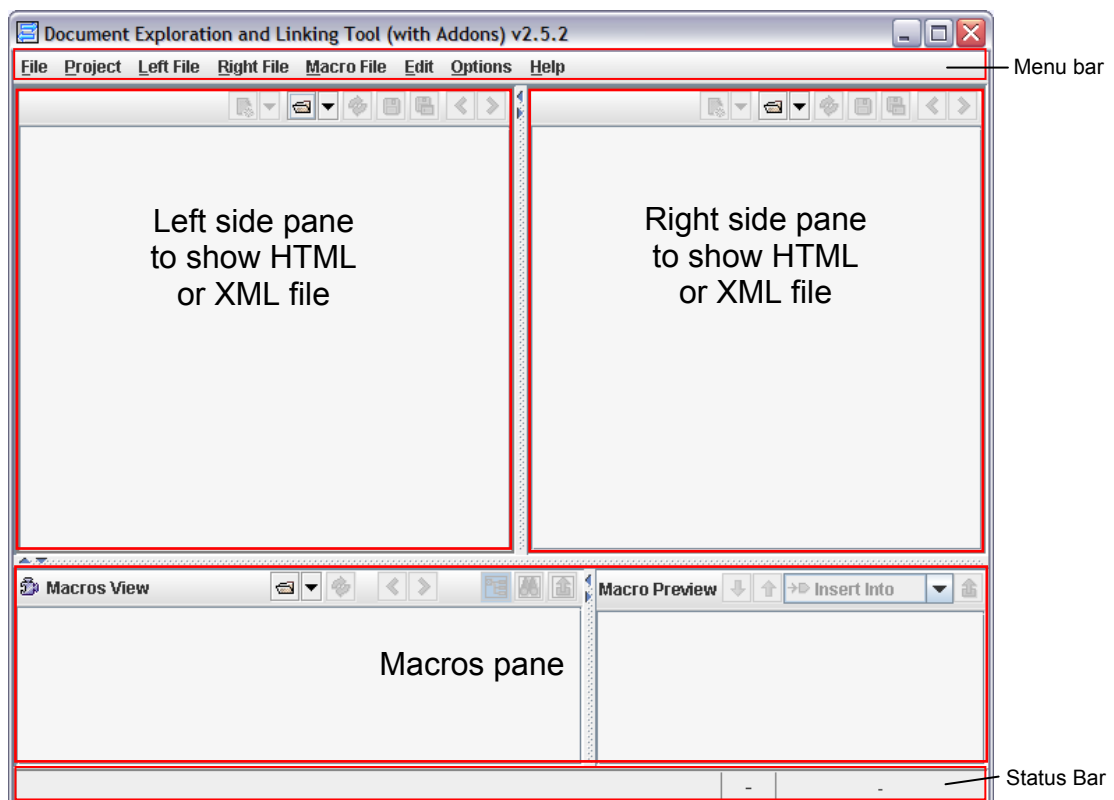 Document Exploration and Linking Tool (with Addons) v2.5.2
File Project Left File Right File Macro File Edit Options Help
Menu bar
Left side pane
to show HTML
or XML file
Right side pane
to show HTML
or XML file
Macros View
Macro Preview
Insert Into
Macros pane
- -
Status Bar